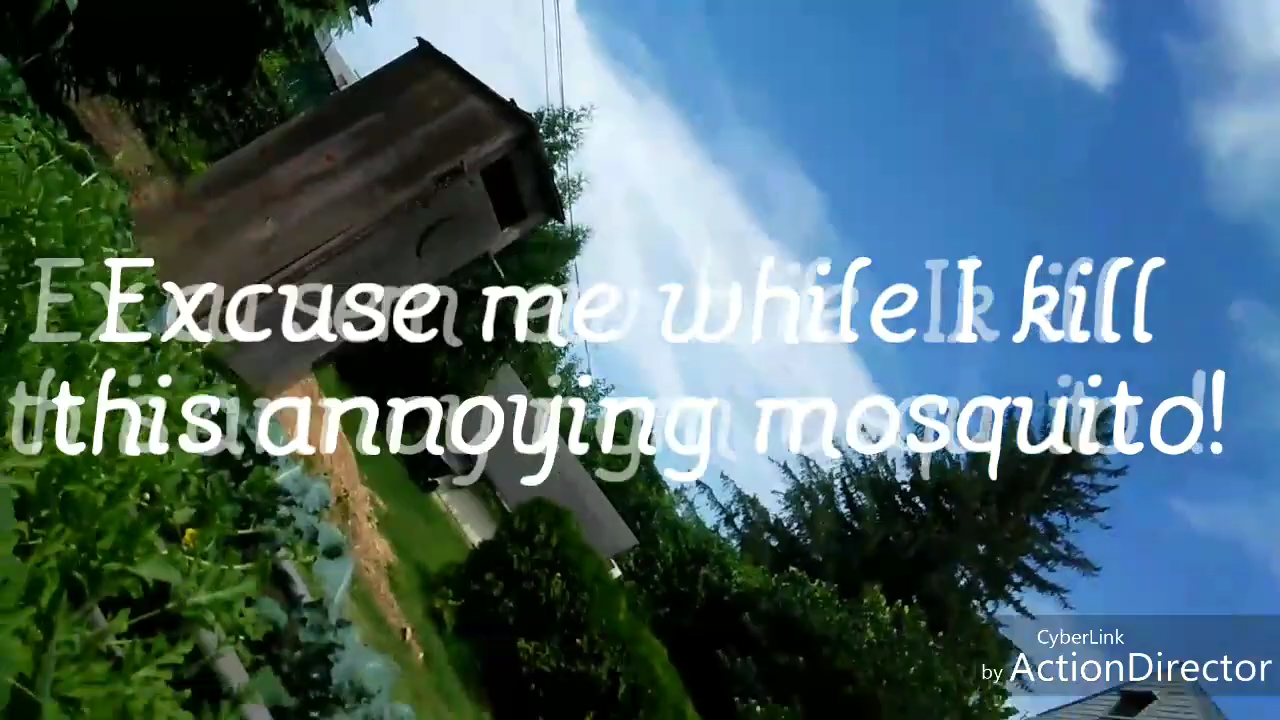 Excuse me while I kill
this annoying mosquito!
CyberLink
by ActionDirector